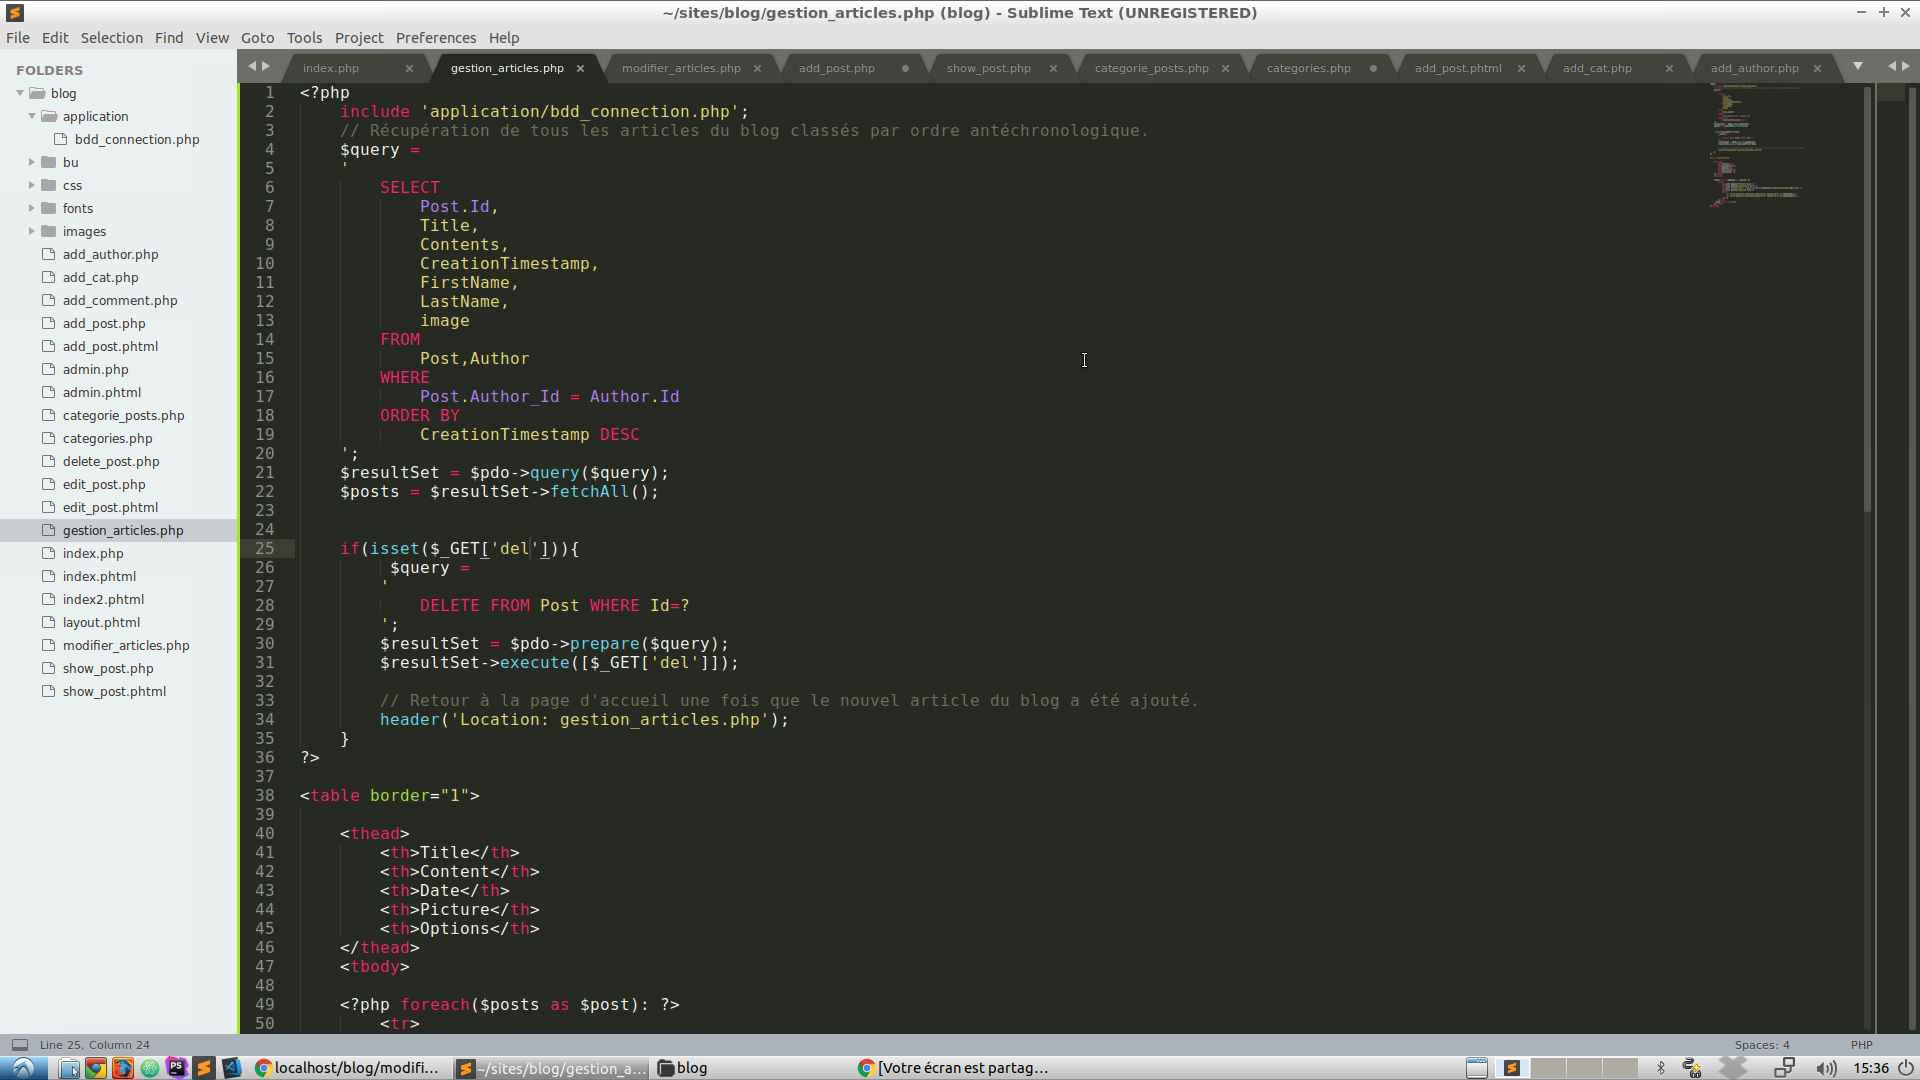 ~/sites/blog/gestion_articles.php (blog) - Sublime Text (UNREGISTERED)
File Edit Selection Find View Goto Tools Project Preferences Help
FOLDERS
blog
application
bdd_connection.php
bu
css
fonts
images
add_author.php
add_cat.php
add_comment.php
add_post.php
add_post.phtml
admin.php
admin.phtml
categorie_posts.php
categories.php
delete_post.php
edit_post.php
edit_post.phtml
gestion_articles.php
index.php
index.phtml
index2.phtml
layout.phtml
modifier_articles.php
show_post.php
show_post.phtml
index.php gestion_articles.php modifier_articles.php add_post.php show_post.php categorie_posts.php categories.php add_post.phtml add_cat.php add_author.php
1 <?php
2     include 'application/bdd_connection.php';
3     // Récupération de tous les articles du blog classés par ordre antéchronologique.
4     $query =
5     '
6         SELECT
7             Post.Id,
8             Title,
9             Contents,
10             CreationTimestamp,
11             FirstName,
12             LastName,
13             image
14         FROM
15             Post,Author
16         WHERE
17             Post.Author_Id = Author.Id
18         ORDER BY
19             CreationTimestamp DESC
20     ';
21     $resultSet = $pdo->query($query);
22     $posts = $resultSet->fetchAll();
23
24
25     if(isset($_GET['del'])){
26          $query =
27         '
28             DELETE FROM Post WHERE Id=?
29         ';
30         $resultSet = $pdo->prepare($query);
31         $resultSet->execute([$_GET['del']]);
32
33         // Retour à la page d'accueil une fois que le nouvel article du blog a été ajouté.
34         header('Location: gestion_articles.php');
35     }
36 ?>
37
38 <table border="1">
39
40     <thead>
41         <th>Title</th>
42         <th>Content</th>
43         <th>Date</th>
44         <th>Picture</th>
45         <th>Options</th>
46     </thead>
47     <tbody>
48
49     <?php foreach($posts as $post): ?>
50         <tr>
Line 25, Column 24
Spaces: 4 PHP
localhost/blog/modifi... ~/sites/blog/gestion_a... blog [Votre écran est partag... 15:36